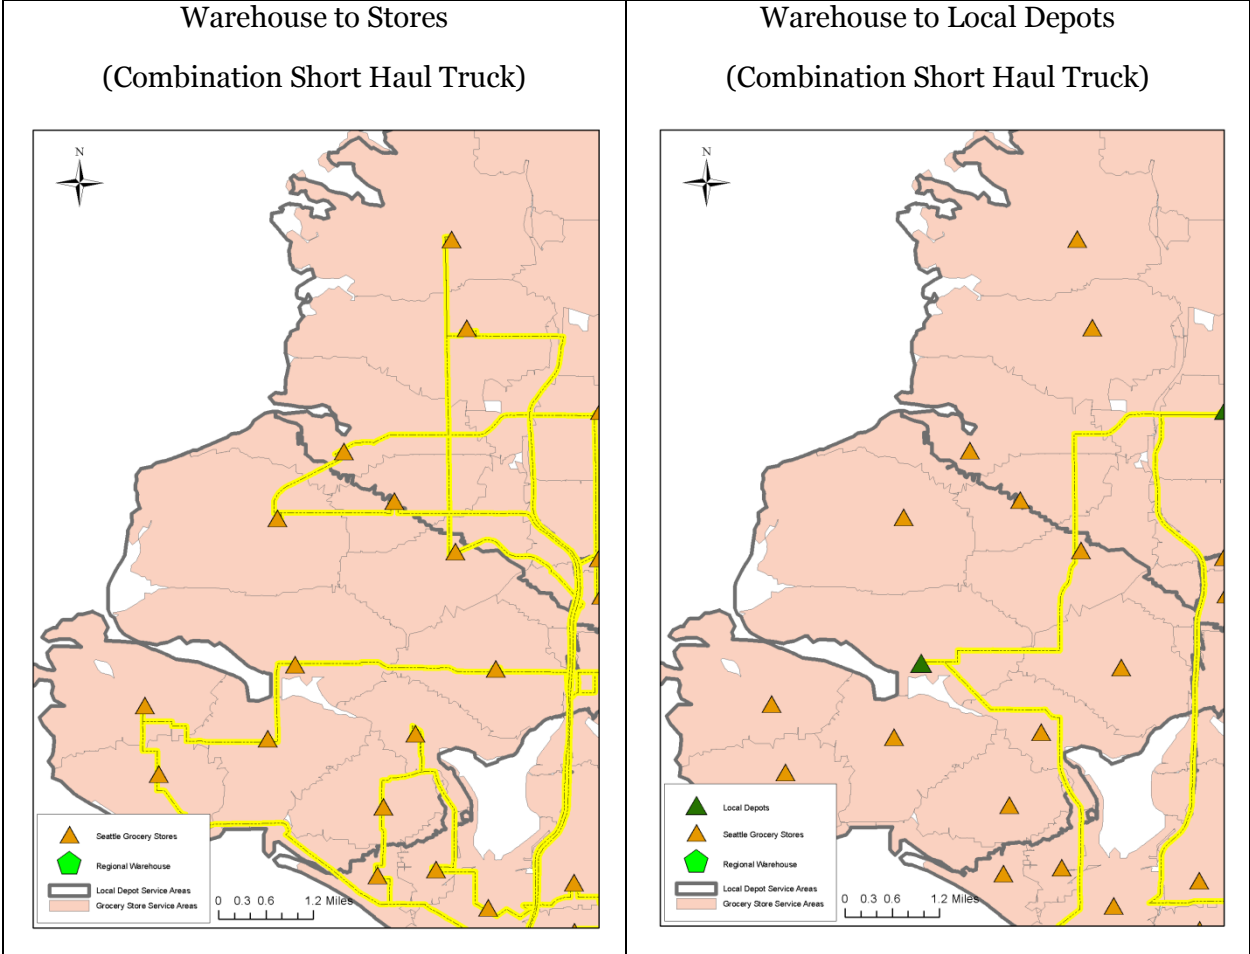 Warehouse to Stores
(Combination Short Haul Truck)
N
Seattle Grocery Stores
Regional Warehouse
Local Depot Service Areas
Grocery Store Service Areas
0 0.3 0.6 1.2 Miles
Warehouse to Local Depots
(Combination Short Haul Truck)
N
Local Depots
Seattle Grocery Stores
Regional Warehouse
Local Depot Service Areas
Grocery Store Service Areas
0 0.3 0.6 1.2 Miles